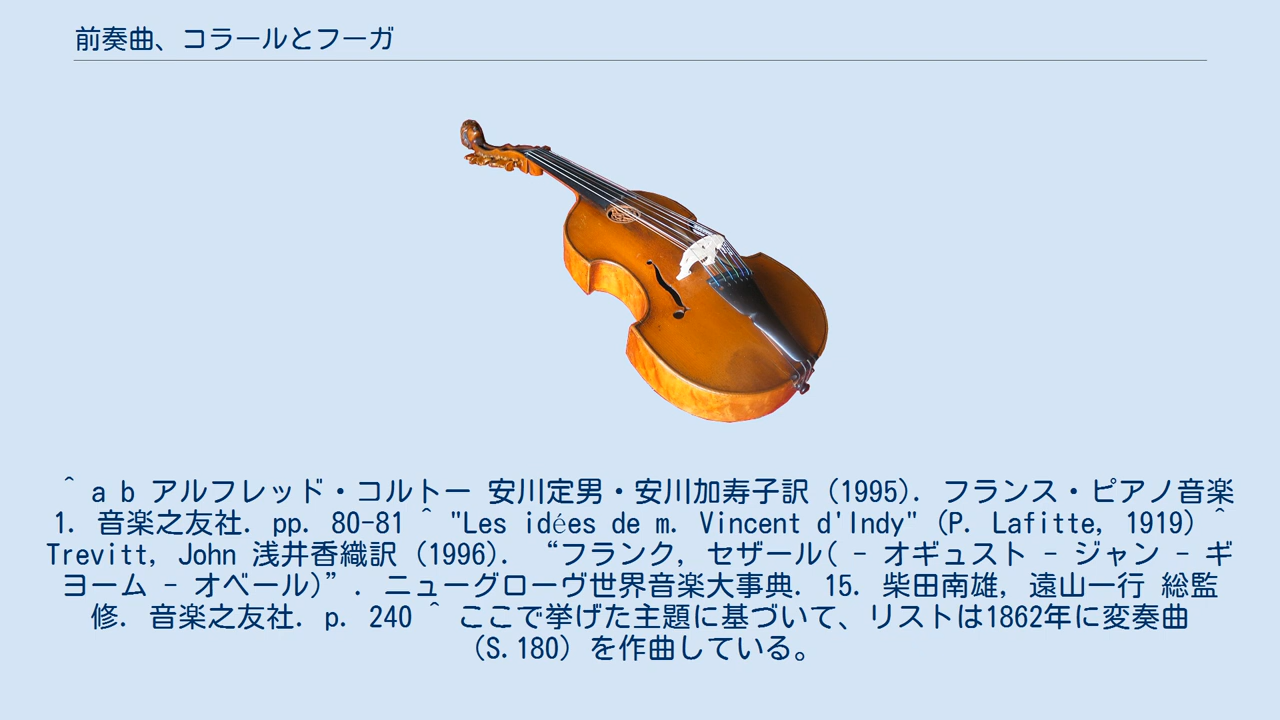 前奏曲、コラールとフーガ
^ a b アルフレッド・コルトー 安川定男・安川加寿子訳 (1995). フランス・ピアノ音楽
1. 音楽之友社. pp. 80-81 ^ "Les idées de m. Vincent d'Indy" (P. Lafitte, 1919) ^
Trevitt, John 浅井香織訳 (1996). “フランク, セザール( - オギュスト - ジャン - ギ
ヨーム - オベール)”. ニューグローヴ世界音楽大事典. 15. 柴田南雄, 遠山一行 総監
修. 音楽之友社. p. 240 ^ ここで挙げた主題に基づいて、リストは1862年に変奏曲
(S.180) を作曲している。